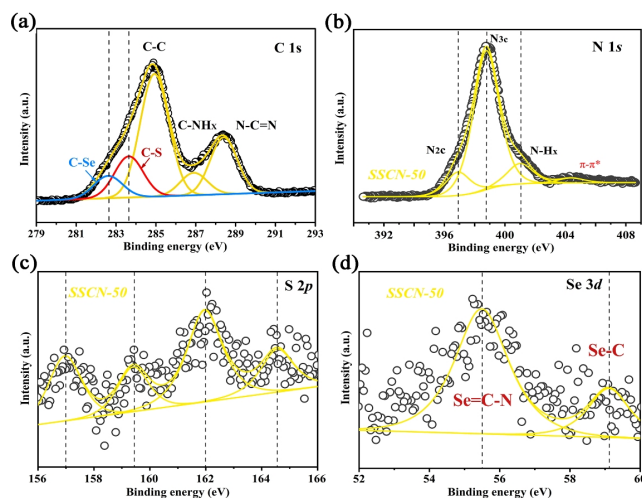 (a)
C 1s
C-C
C-NHx
N-C=N
C-Se
C-S
Intensity (a.u.)
279 281 283 285 287 289 291 293
Binding energy (eV)
(b)
N 1s
N3c
N2c
N-Hx
π-π*
SSCN-50
Intensity (a.u.)
392 396 400 404 408
Binding energy (eV)
(c)
S 2p
SSCN-50
Intensity (a.u.)
156 158 160 162 164 166
Binding energy (eV)
(d)
Se 3d
SSCN-50
Se-C
Se=C-N
Intensity (a.u.)
52 54 56 58 60
Binding energy (eV)